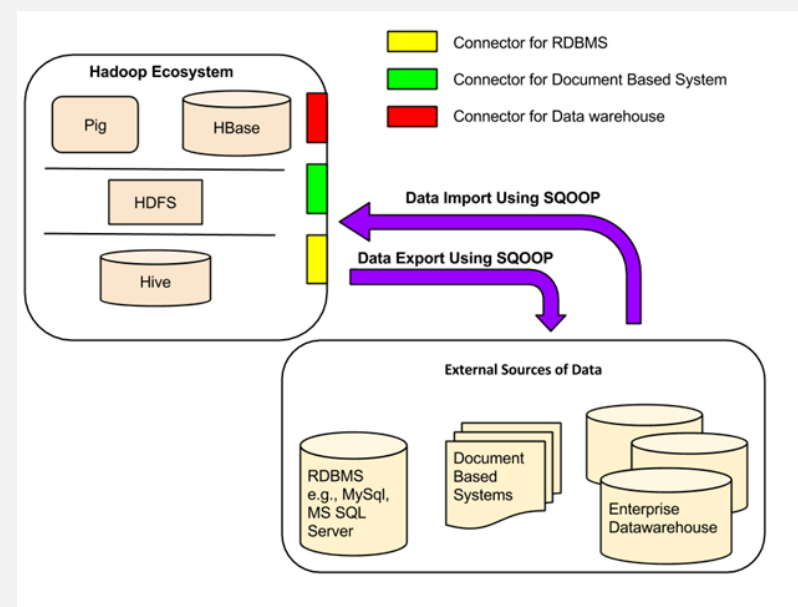 Connector for RDBMS
Connector for Document Based System
Connector for Data warehouse
Hadoop Ecosystem
Pig
HBase
HDFS
Hive
Data Import Using SQOOP
Data Export Using SQOOP
External Sources of Data
RDBMS
e.g., MySql,
MS SQL
Server
Document
Based
Systems
Enterprise
Datawarehouse